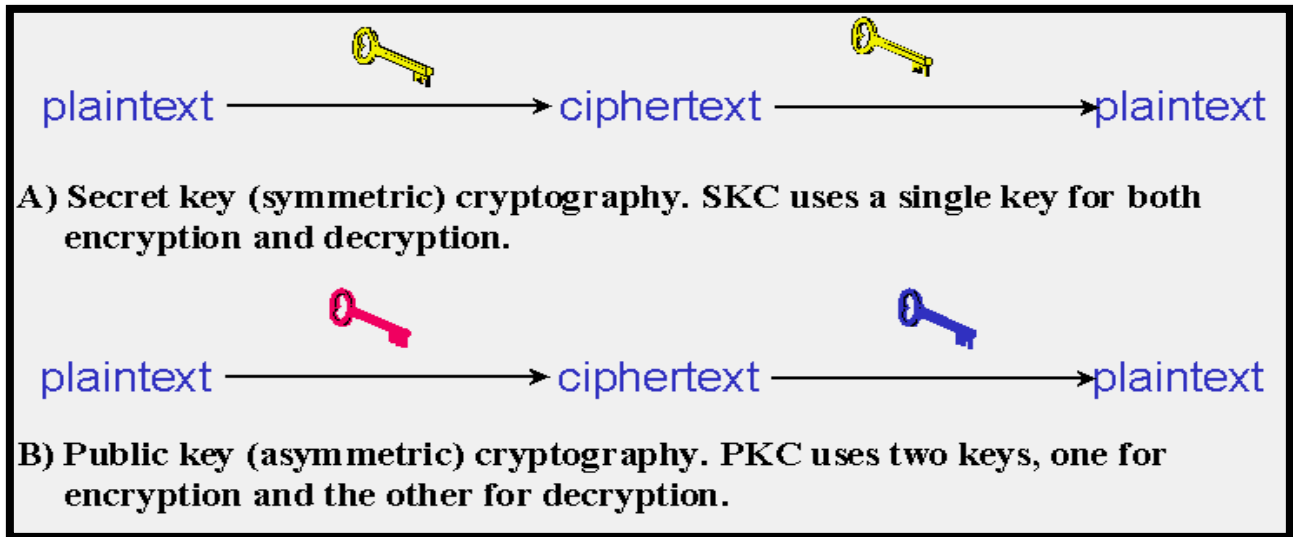 plaintext ciphertext plaintext
A) Secret key (symmetric) cryptography. SKC uses a single key for both
encryption and decryption.
plaintext ciphertext plaintext
B) Public key (asymmetric) cryptography. PKC uses two keys, one for
encryption and the other for decryption.